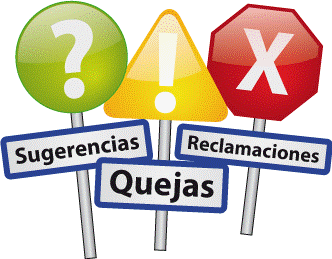 ?
!
X
Sugerencias
Quejas
Reclamaciones